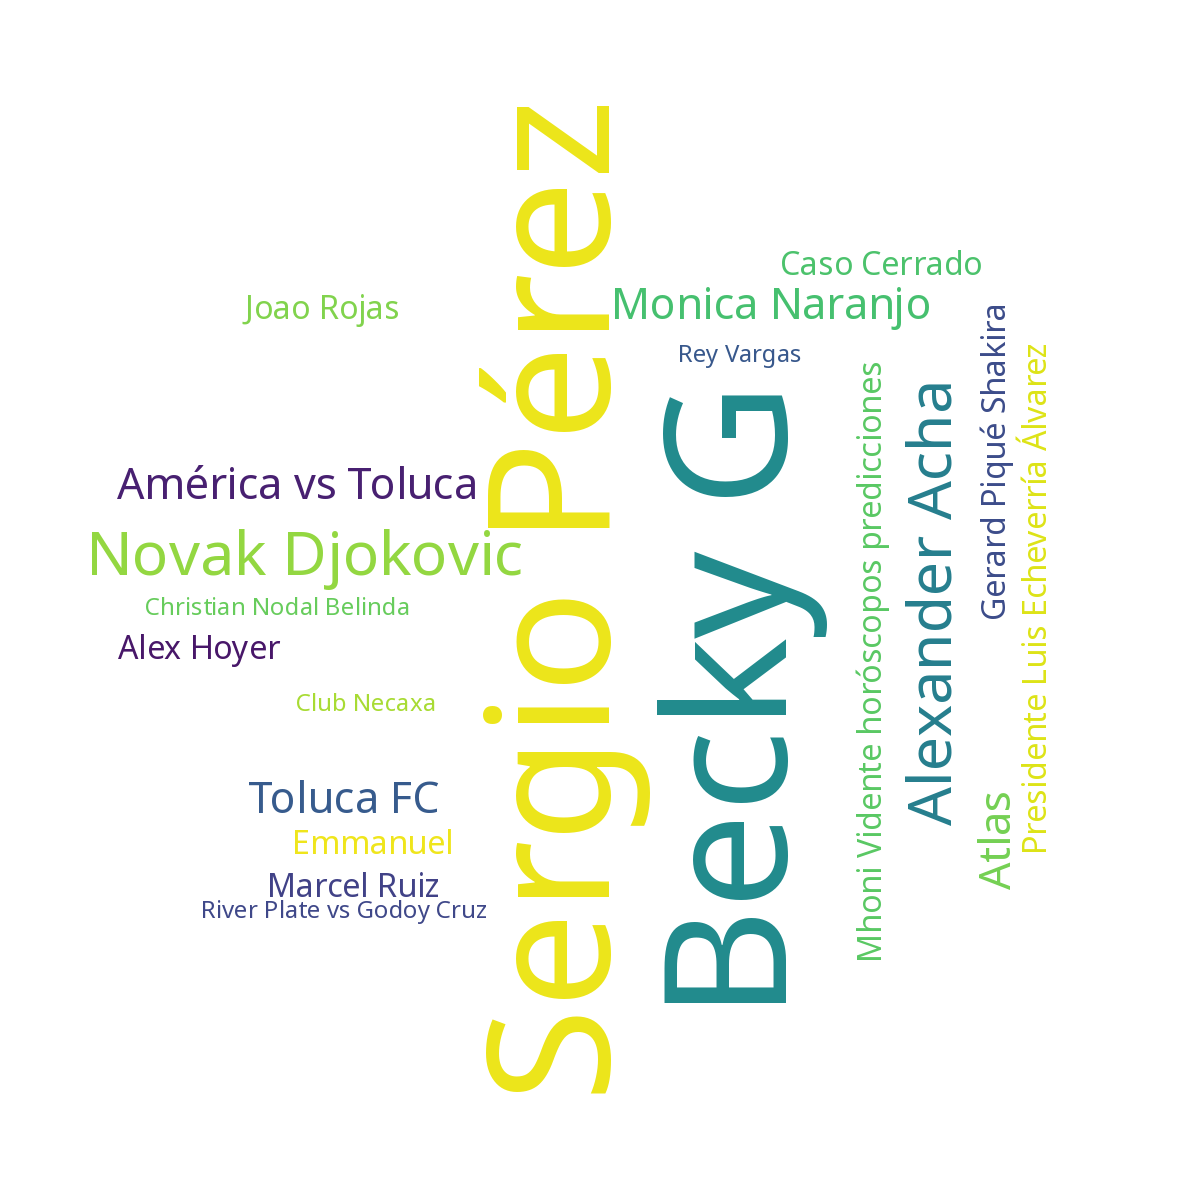 Sergio Pérez
Becky G
Caso Cerrado
Monica Naranjo
Joao Rojas
Rey Vargas
América vs Toluca
Novak Djokovic
Christian Nodal Belinda
Alex Hoyer
Club Necaxa
Toluca FC
Emmanuel
Marcel Ruiz
River Plate vs Godoy Cruz
Mhoni Vidente horóscopos predicciones
Alexander Acha
Gerard Piqué Shakira
Atlas
Presidente Luis Echeverría Álvarez